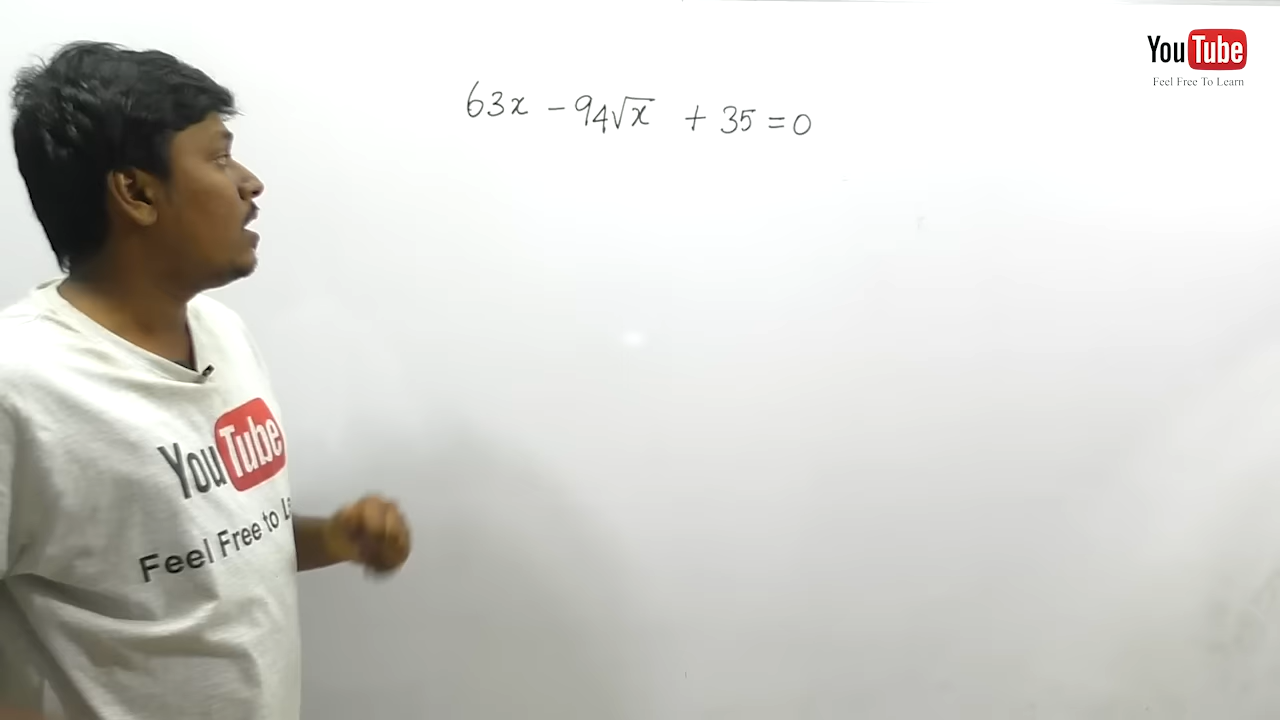 63x - 94√x + 35 = 0
YouTube
Feel Free To Learn
YouTube
Feel Free to